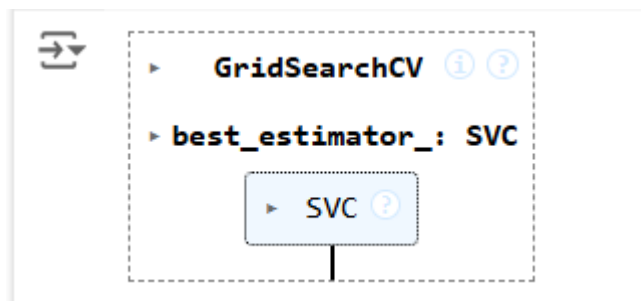 GridSearchCV i ?
best_estimator_: SVC
SVC ?